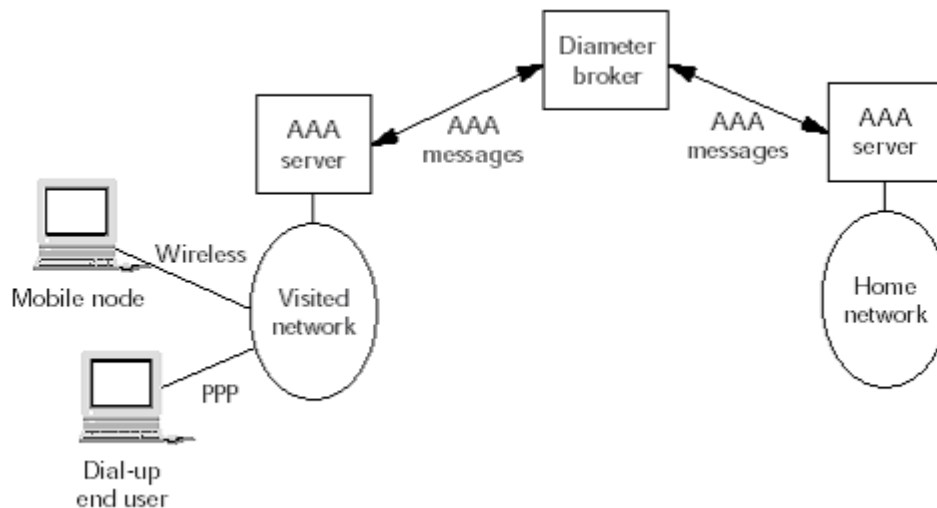 Diameter
broker
AAA
server
AAA
messages
AAA
messages
AAA
server
Wireless
Mobile node
Visited
network
Home
network
PPP
Dial-up
end user